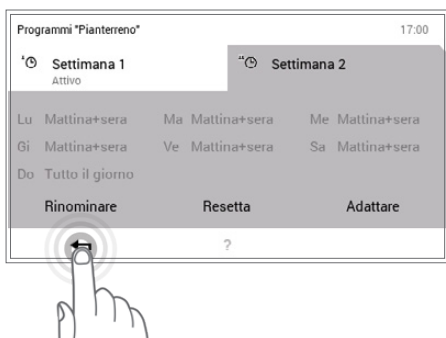 Programmi "Pianterreno" 17:00
Settimana 1 Settimana 2
Attivo
Lu Mattina+sera Ma Mattina+sera Me Mattina+sera
Gi Mattina+sera Ve Mattina+sera Sa Mattina+sera
Do Tutto il giorno
Rinominare Resetta Adattare
?